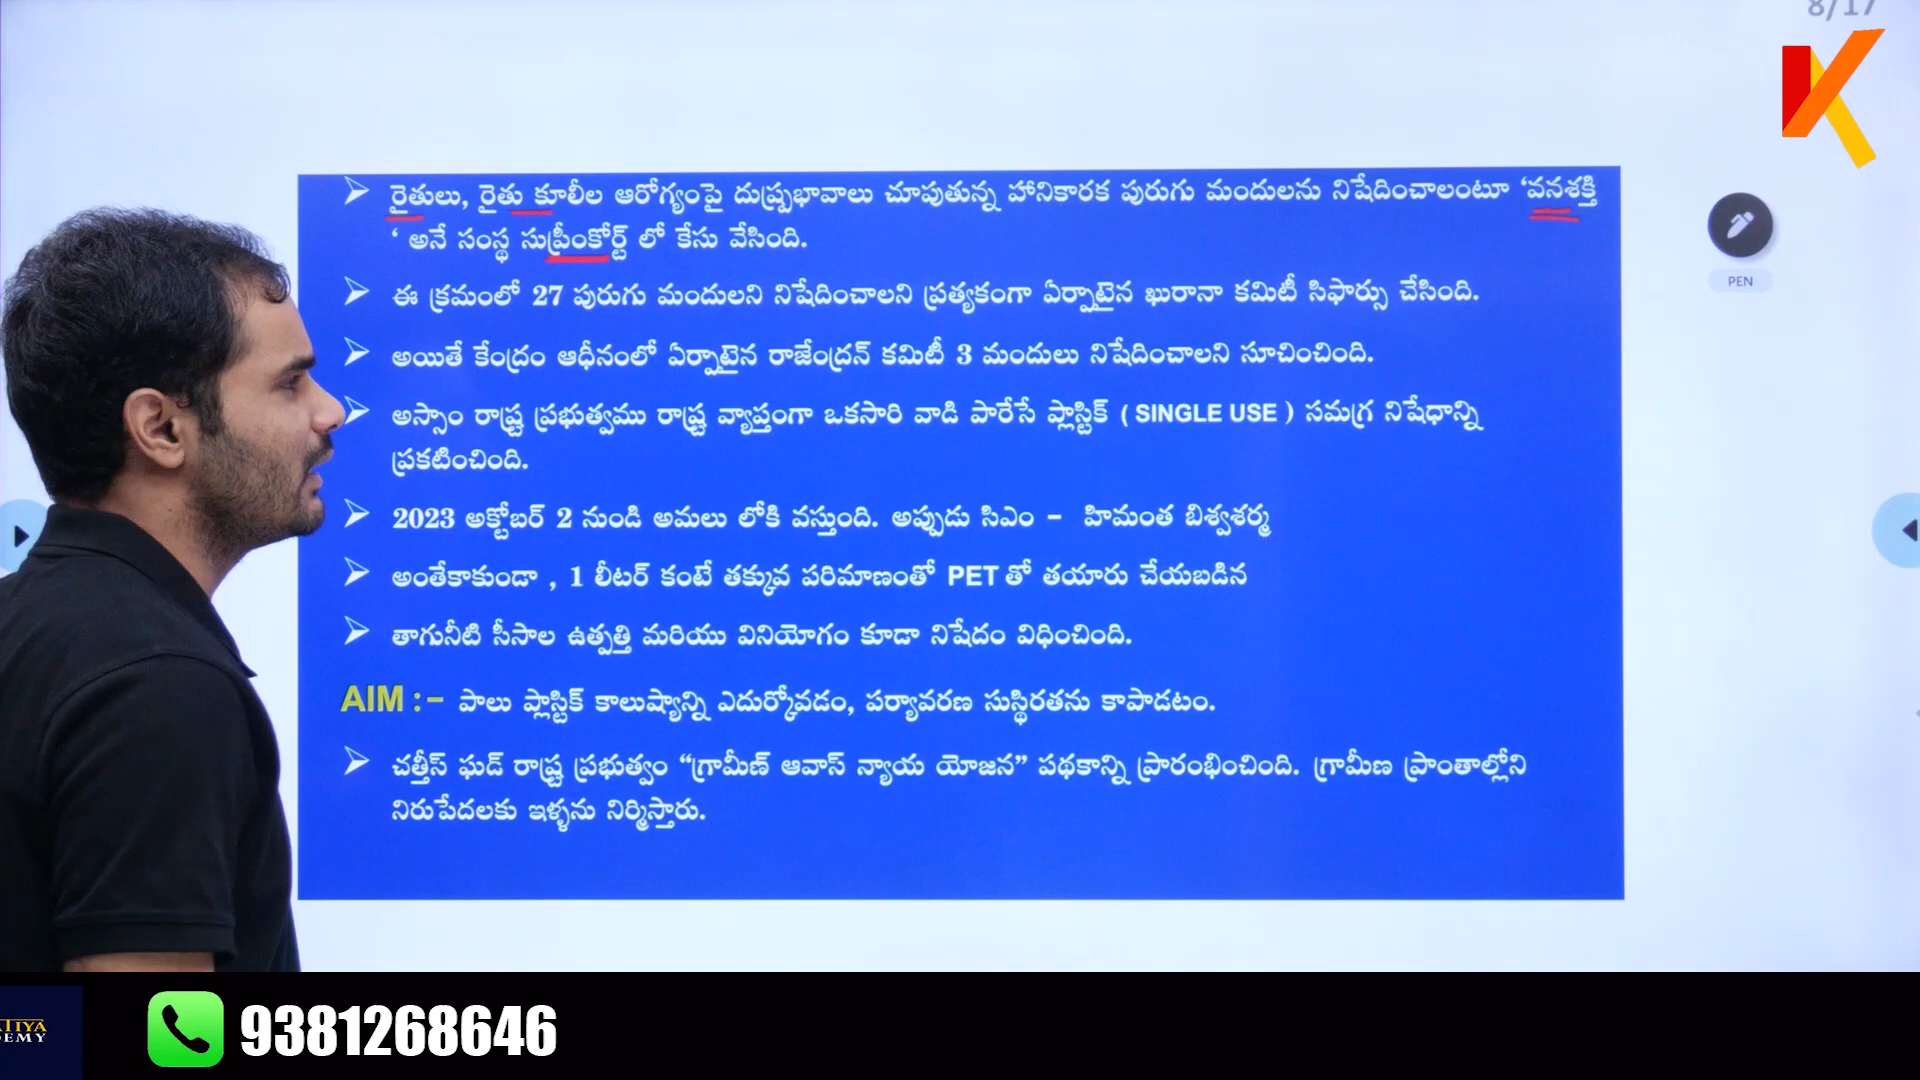 8/17
రైతులు, రైతు కూలీల ఆరోగ్యంపై దుష్ప్రభావాలు చూపుతున్న హానికారక పురుగు మందులను నిషేదించాలంటూ ‘వనశక్తి
‘ అనే సంస్థ సుప్రీంకోర్ట్ లో కేసు వేసింది.
PEN
ఈ క్రమంలో 27 పురుగు మందులని నిషేదించాలని ప్రత్యకంగా ఏర్పాటైన ఖురానా కమిటీ సిఫార్సు చేసింది.
అయితే కేంద్రం ఆధీనంలో ఏర్పాటైన రాజేంద్రన్ కమిటీ 3 మందులు నిషేదించాలని సూచించింది.
అస్సాం రాష్ట్ర ప్రభుత్వము రాష్ట్ర వ్యాప్తంగా ఒకసారి వాడి పారేసే ప్లాస్టిక్ ( SINGLE USE ) సమగ్ర నిషేధాన్ని
ప్రకటించింది.
2023 అక్టోబర్ 2 నుండి అమలు లోకి వస్తుంది. అప్పుడు సిఎం - హిమంత బిశ్వశర్మ
అంతేకాకుండా , 1 లీటర్ కంటే తక్కువ పరిమాణంతో PET తో తయారు చేయబడిన
తాగునీటి సీసాల ఉత్పత్తి మరియు వినియోగం కూడా నిషేదం విధించింది.
AIM :- పాలు ప్లాస్టిక్ కాలుష్యాన్ని ఎదుర్కోవడం, పర్యావరణ సుస్థిరతను కాపాడటం.
చత్తీస్ ఘడ్ రాష్ట్ర ప్రభుత్వం “గ్రామీణ్ ఆవాస్ న్యాయ యోజన” పథకాన్ని ప్రారంభించింది. గ్రామీణ ప్రాంతాల్లోని
నిరుపేదలకు ఇళ్ళను నిర్మిస్తారు.
9381268646